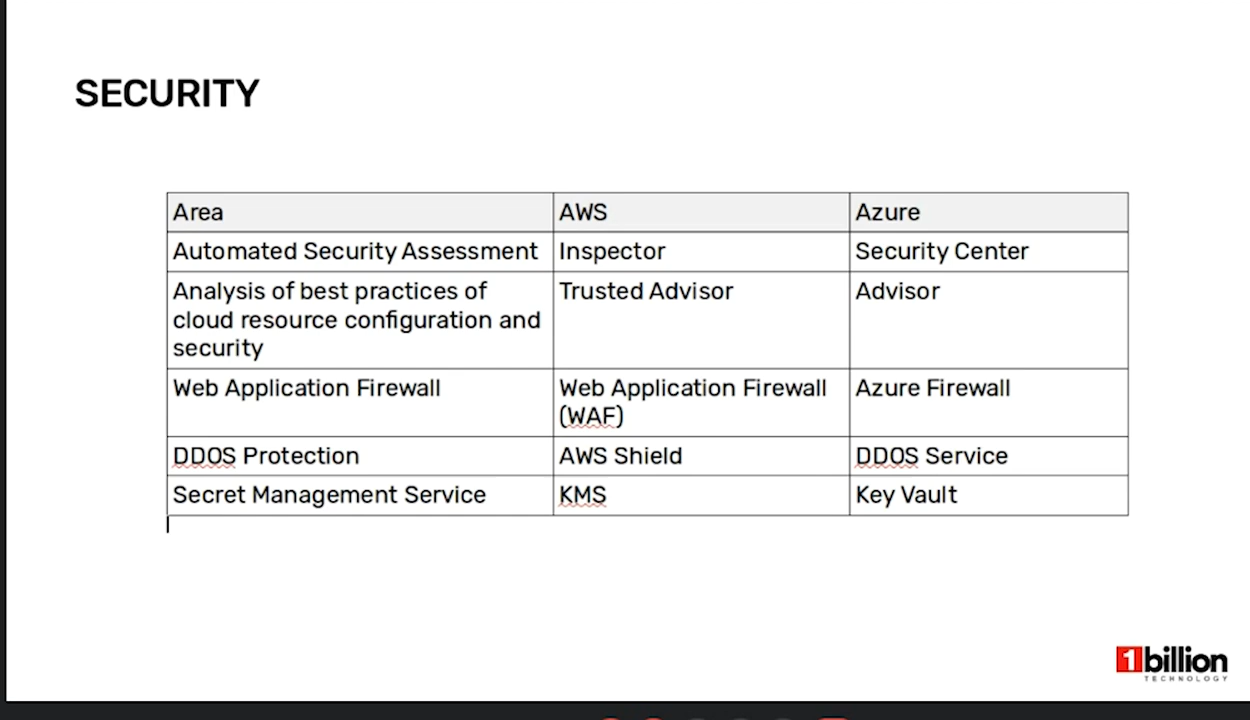 SECURITY
Area AWS Azure
Automated Security Assessment Inspector Security Center
Analysis of best practices of Trusted Advisor Advisor
cloud resource configuration and
security
Web Application Firewall Web Application Firewall Azure Firewall
(WAF)
DDOS Protection AWS Shield DDOS Service
Secret Management Service KMS Key Vault
1billion
TECHNOLOGY